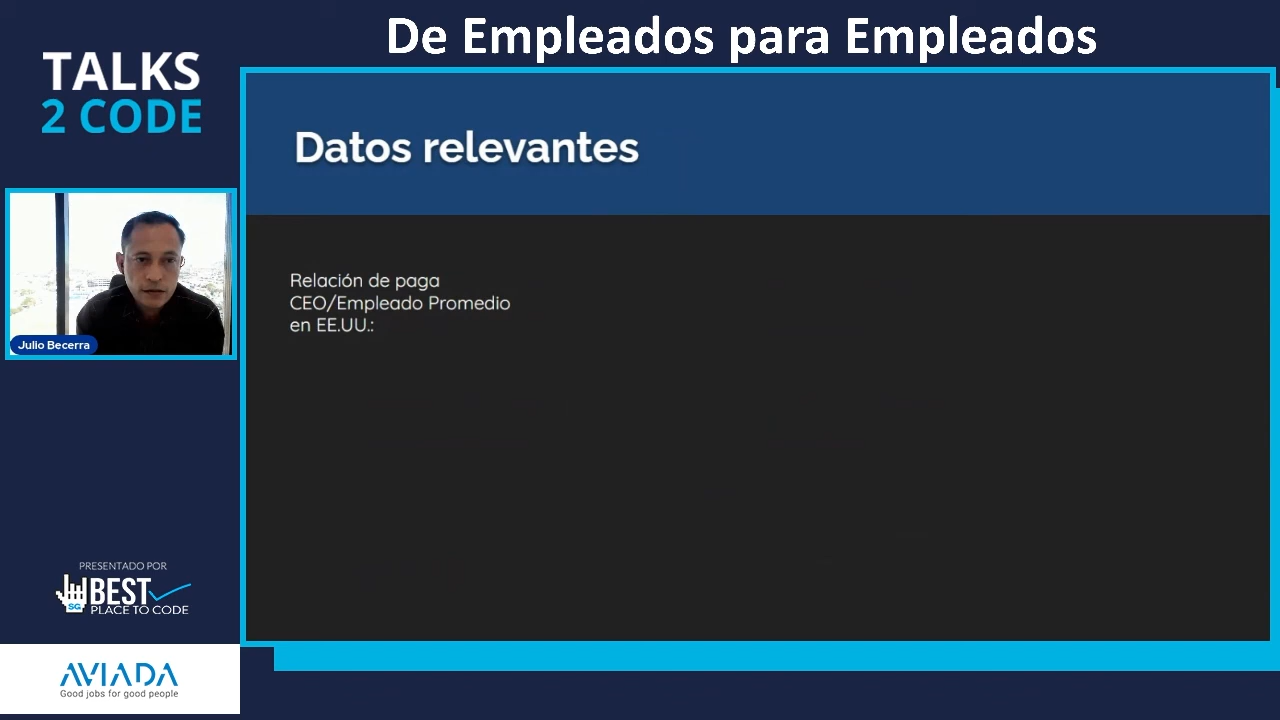 De Empleados para Empleados
TALKS
2 CODE
Datos relevantes
Relación de paga
CEO/Empleado Promedio
en EE.UU.:
Julio Becerra
PRESENTADO POR
SG
BEST
PLACE TO CODE
AVIADA
Good jobs for good people